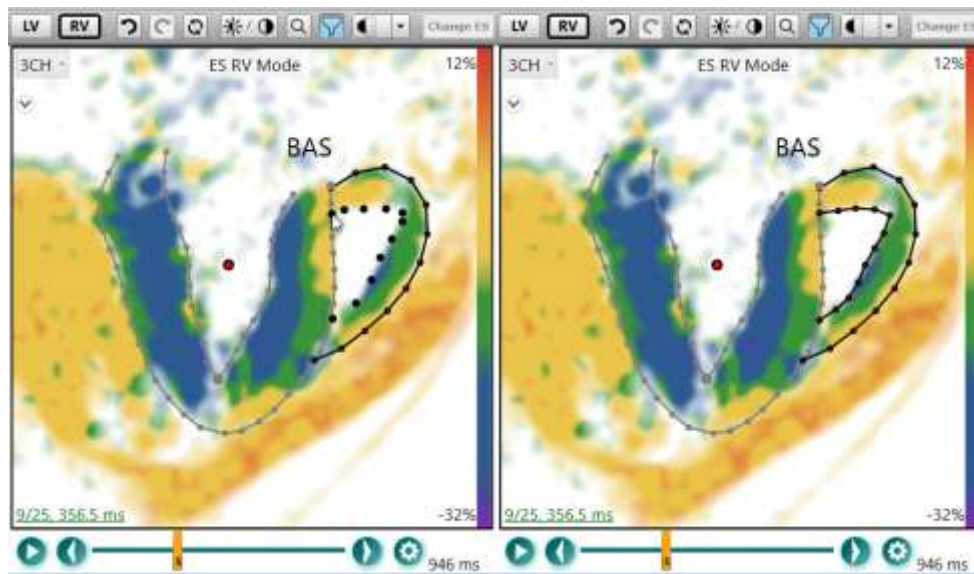 LV RV Change ES
3CH ES RV Mode 12%
BAS
9/25, 356.5 ms -32%
946 ms
LV RV Change ES
3CH ES RV Mode 12%
BAS
9/25, 356.5 ms -32%
946 ms